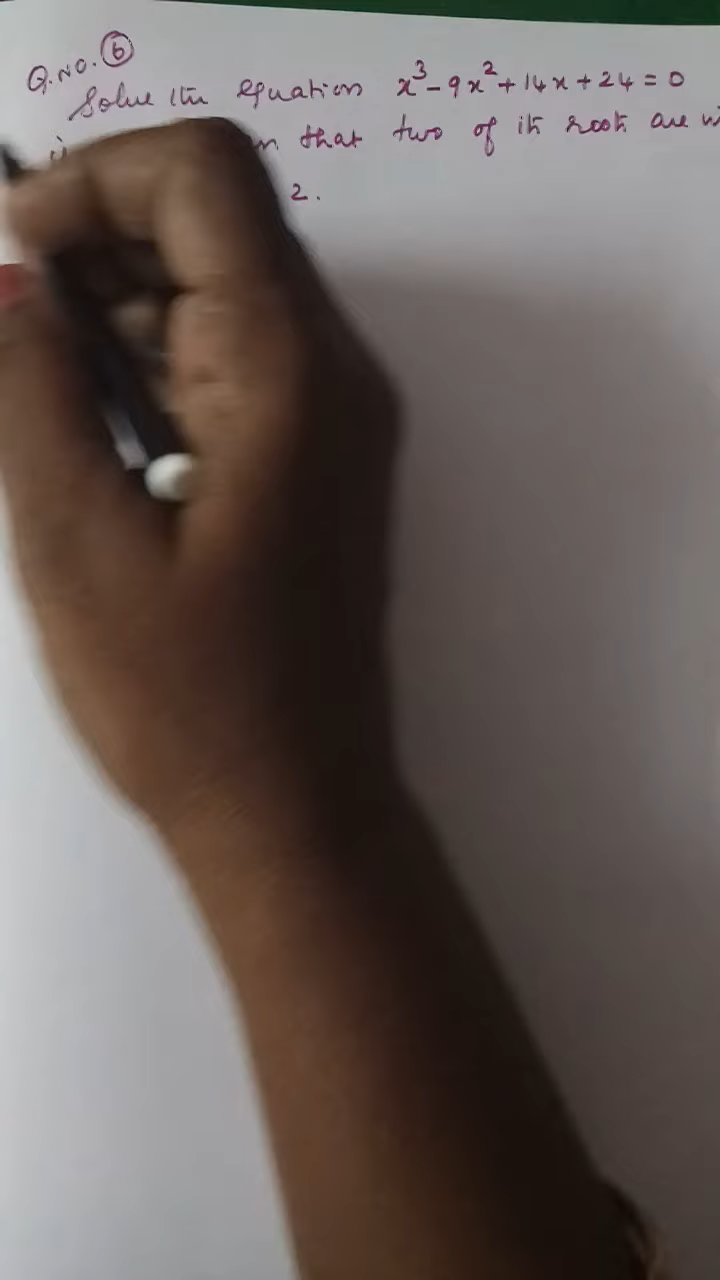 Q.NO. 6
Solve the equation x³-9x²+14x+24=0
that two of its roots are
2.